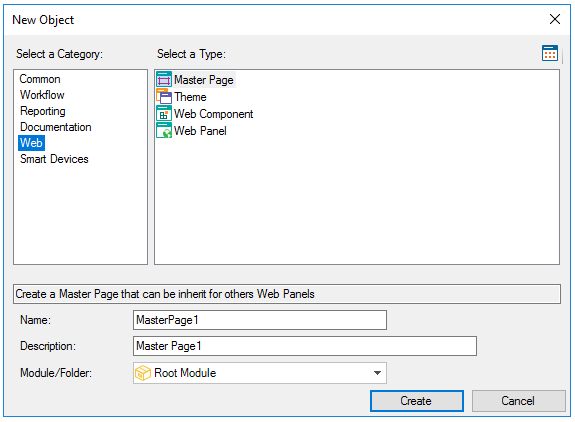 New Object
Select a Category:
Select a Type:
Common
Workflow
Reporting
Documentation
Web
Smart Devices
Master Page
Theme
Web Component
Web Panel
Create a Master Page that can be inherit for others Web Panels
Name:
MasterPage1
Description:
Master Page1
Module/Folder:
Root Module
Create
Cancel